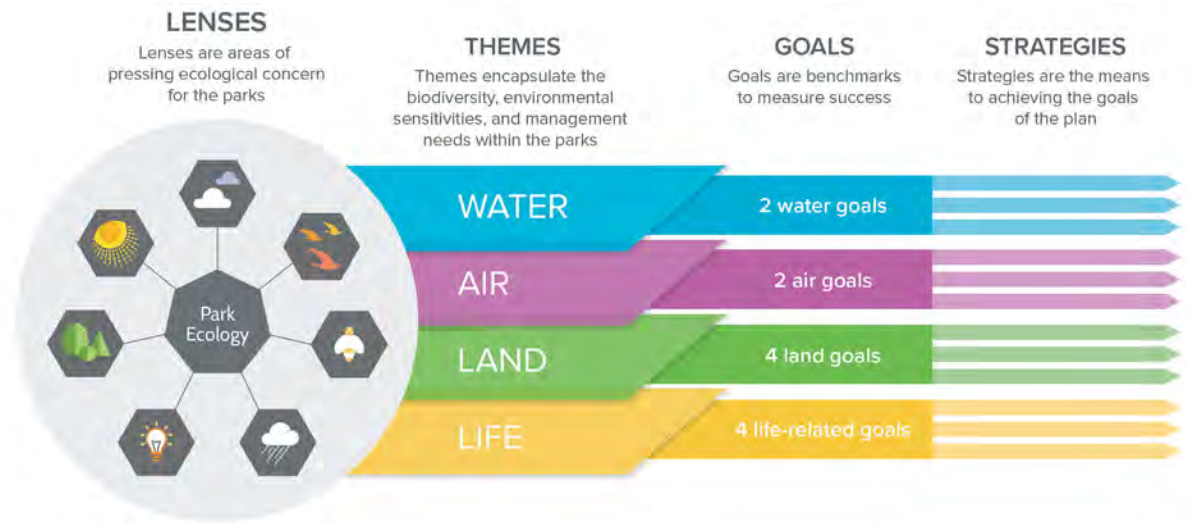 LENSES
Lenses are areas of
pressing ecological concern
for the parks
THEMES
Themes encapsulate the
biodiversity, environmental
sensitivities, and management
needs within the parks
GOALS
Goals are benchmarks
to measure success
STRATEGIES
Strategies are the means
to achieving the goals
of the plan
Park
Ecology
WATER
2 water goals
AIR
2 air goals
LAND
4 land goals
LIFE
4 life-related goals